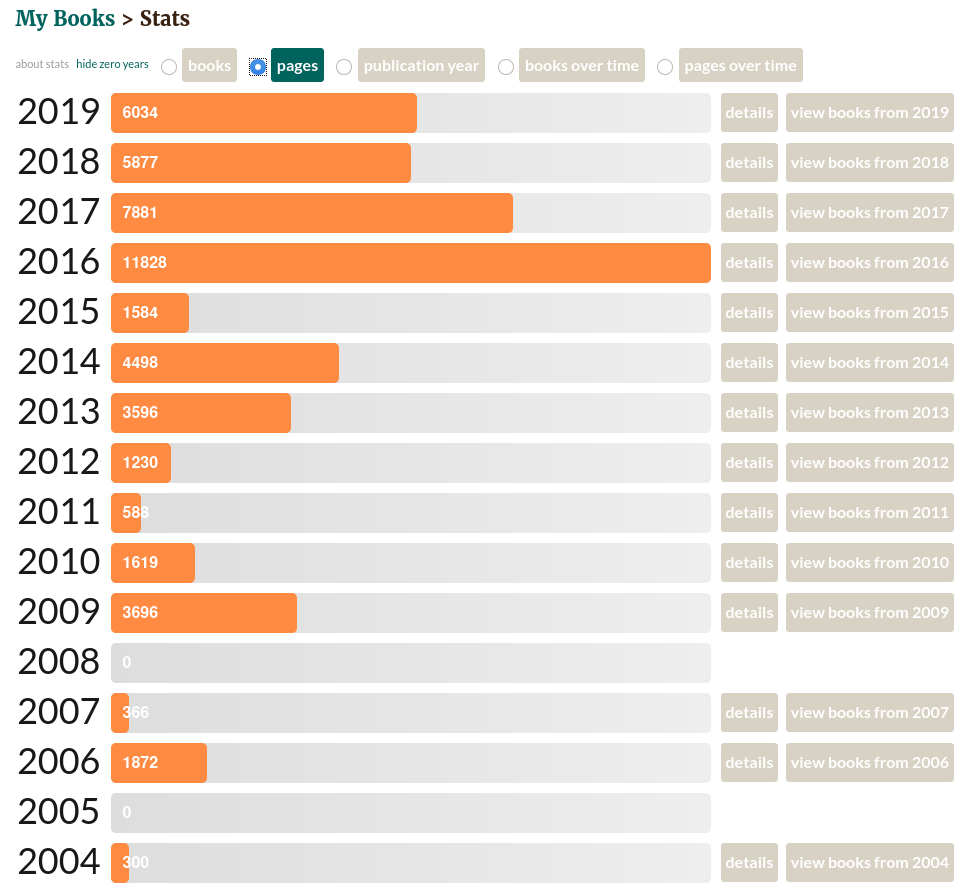 My Books > Stats
about stats hide zero years books pages publication year books over time pages over time
2019 6034 details view books from 2019
2018 5877 details view books from 2018
2017 7881 details view books from 2017
2016 11828 details view books from 2016
2015 1584 details view books from 2015
2014 4498 details view books from 2014
2013 3596 details view books from 2013
2012 1230 details view books from 2012
2011 588 details view books from 2011
2010 1619 details view books from 2010
2009 3696 details view books from 2009
2008 0
2007 366 details view books from 2007
2006 1872 details view books from 2006
2005 0
2004 300 details view books from 2004